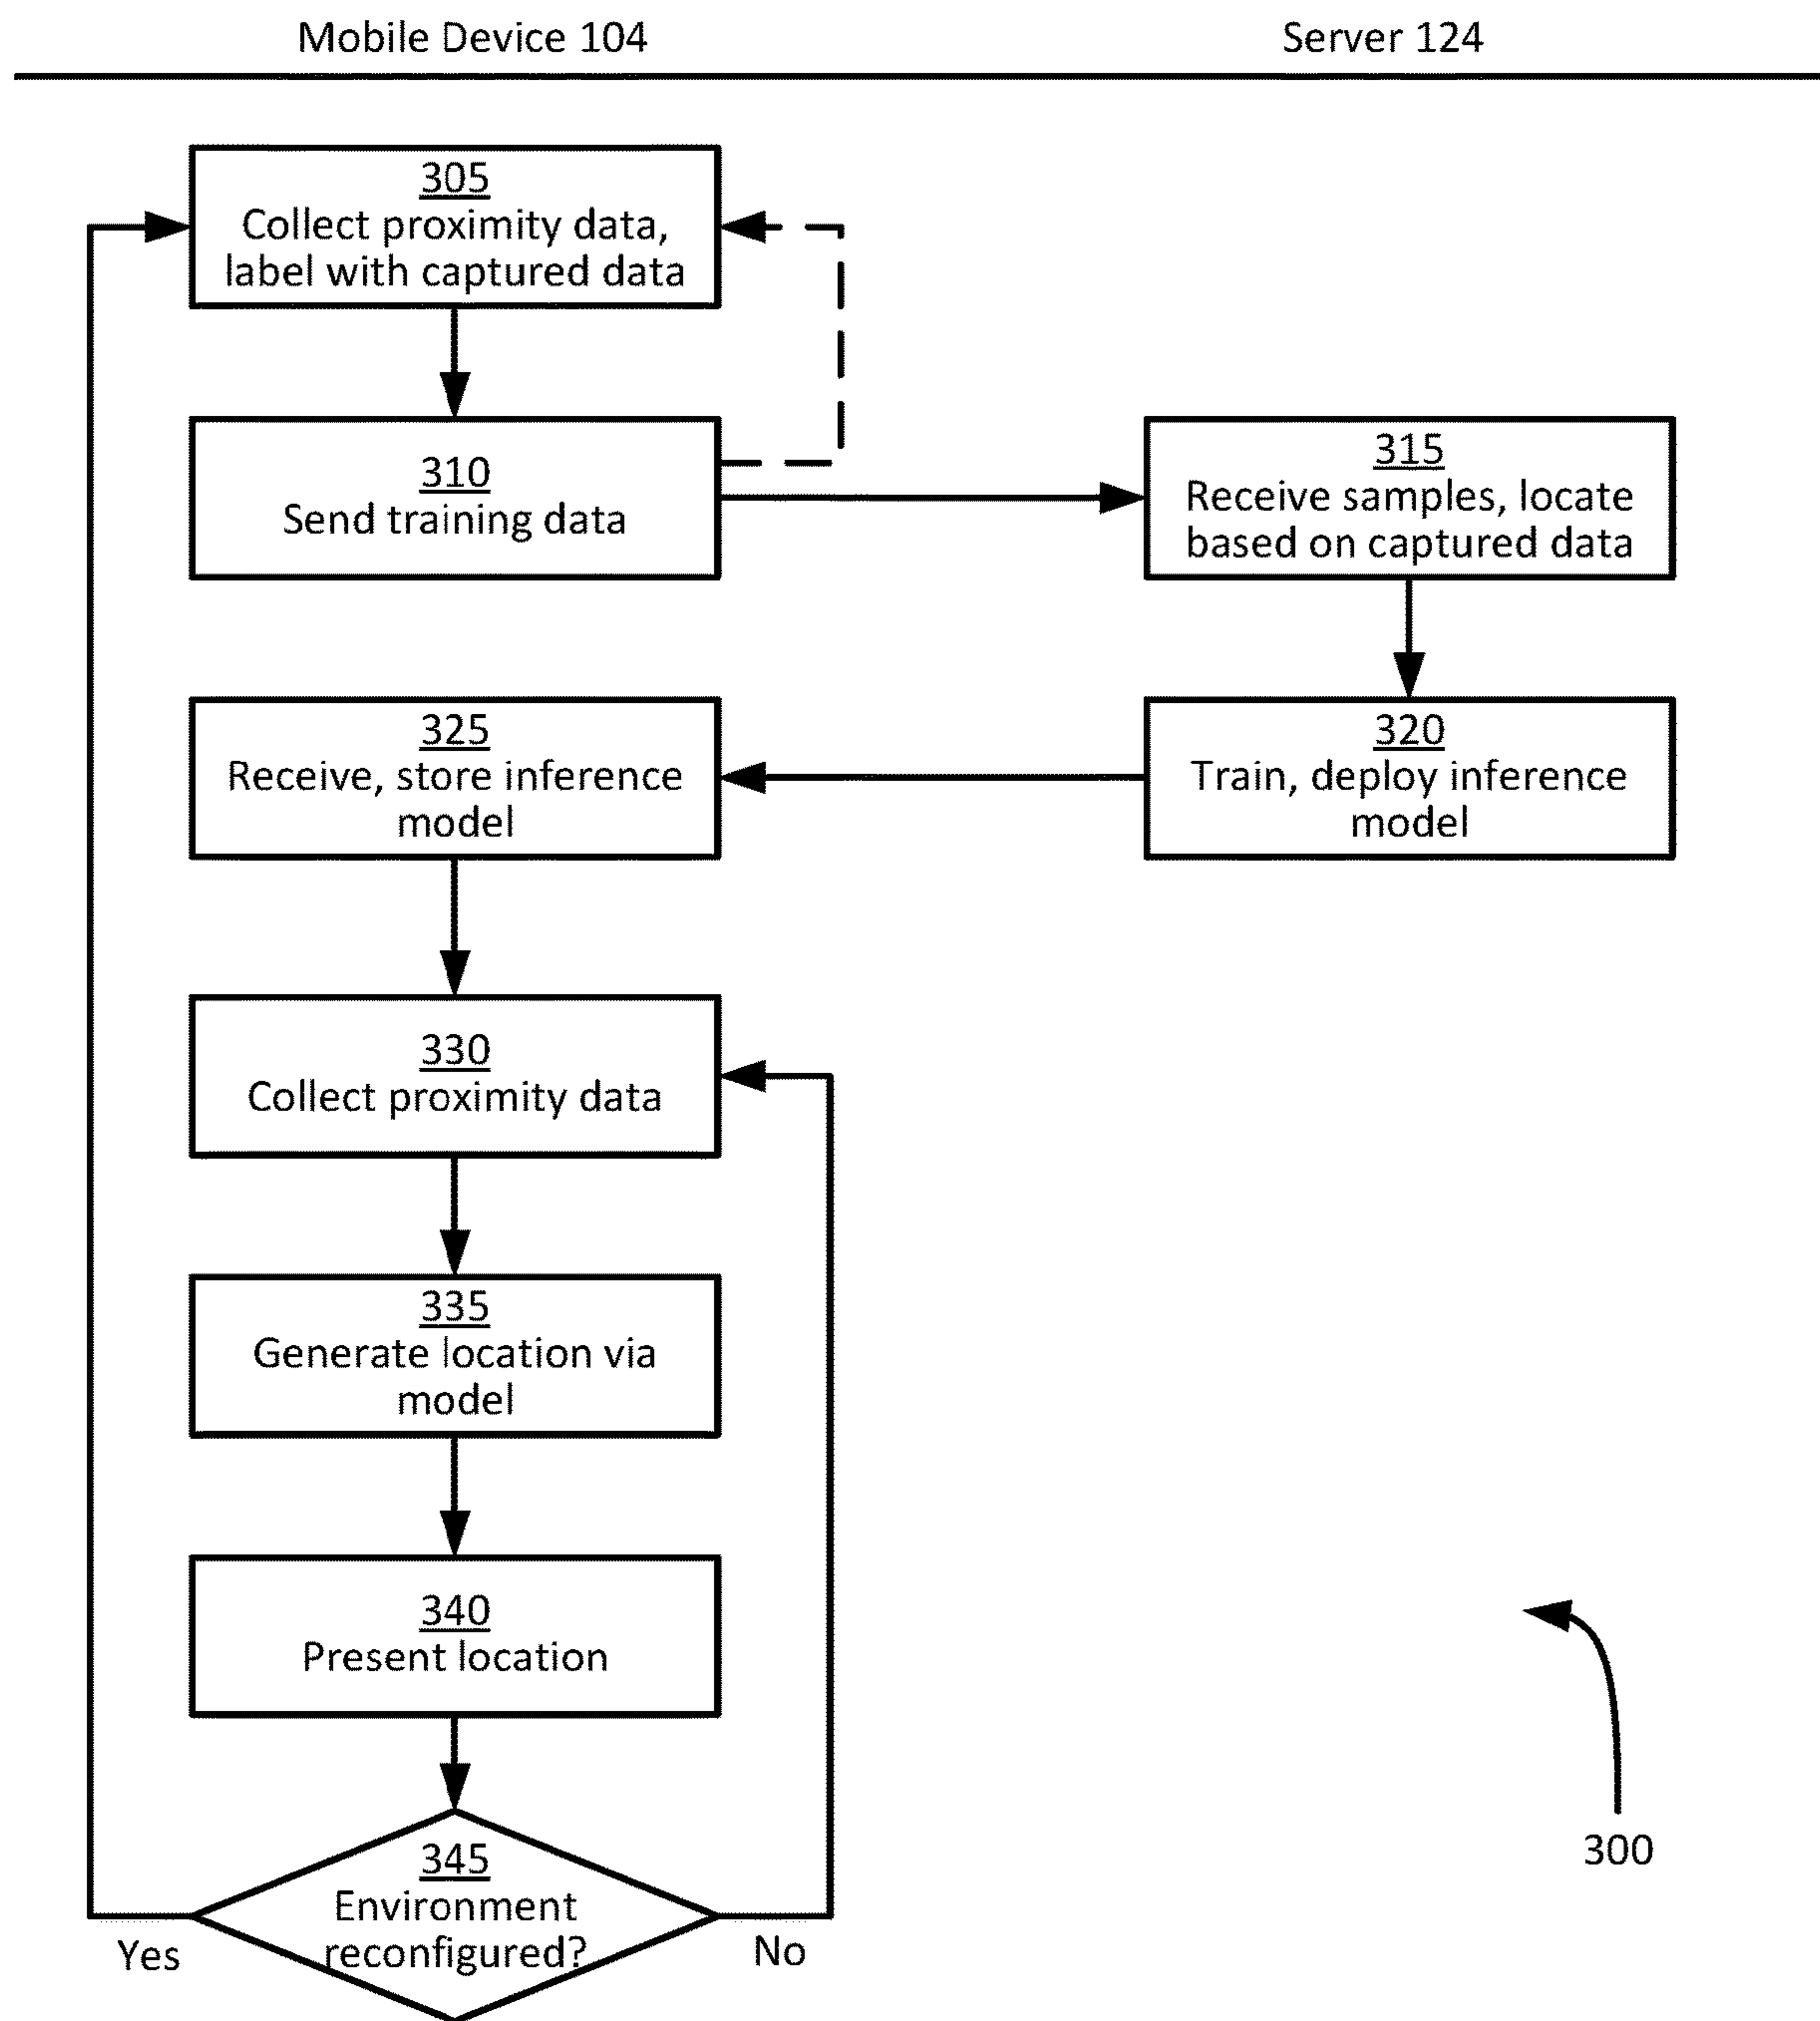 Mobile Device 104
Server 124
305
Collect proximity data,
label with captured data
310
Send training data
315
Receive samples, locate
based on captured data
325
Receive, store inference
model
320
Train, deploy inference
model
330
Collect proximity data
335
Generate location via
model
340
Present location
345
Environment
reconfigured?
Yes
No
300